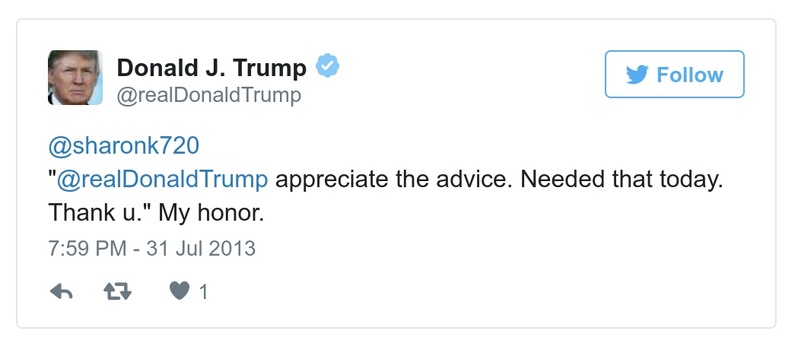 Donald J. Trump
@realDonaldTrump
Follow
@sharonk720
"@realDonaldTrump appreciate the advice. Needed that today.
Thank u." My honor.
7:59 PM - 31 Jul 2013
1